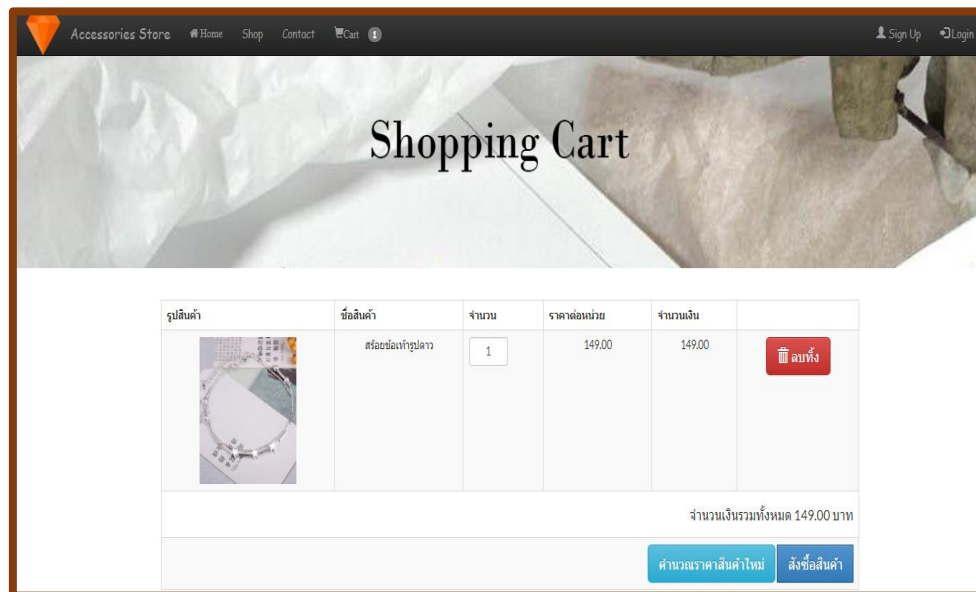 Accessories Store Home Shop Contact Cart 1 Sign Up Login
Shopping Cart
รูปสินค้า ชื่อสินค้า จำนวน ราคาต่อหน่วย จำนวนเงิน
สร้อยข้อเท้ารูปดาว 1 149.00 149.00 ลบทิ้ง
จำนวนเงินรวมทั้งหมด 149.00 บาท
คำนวณราคาสินค้าใหม่ สั่งซื้อสินค้า